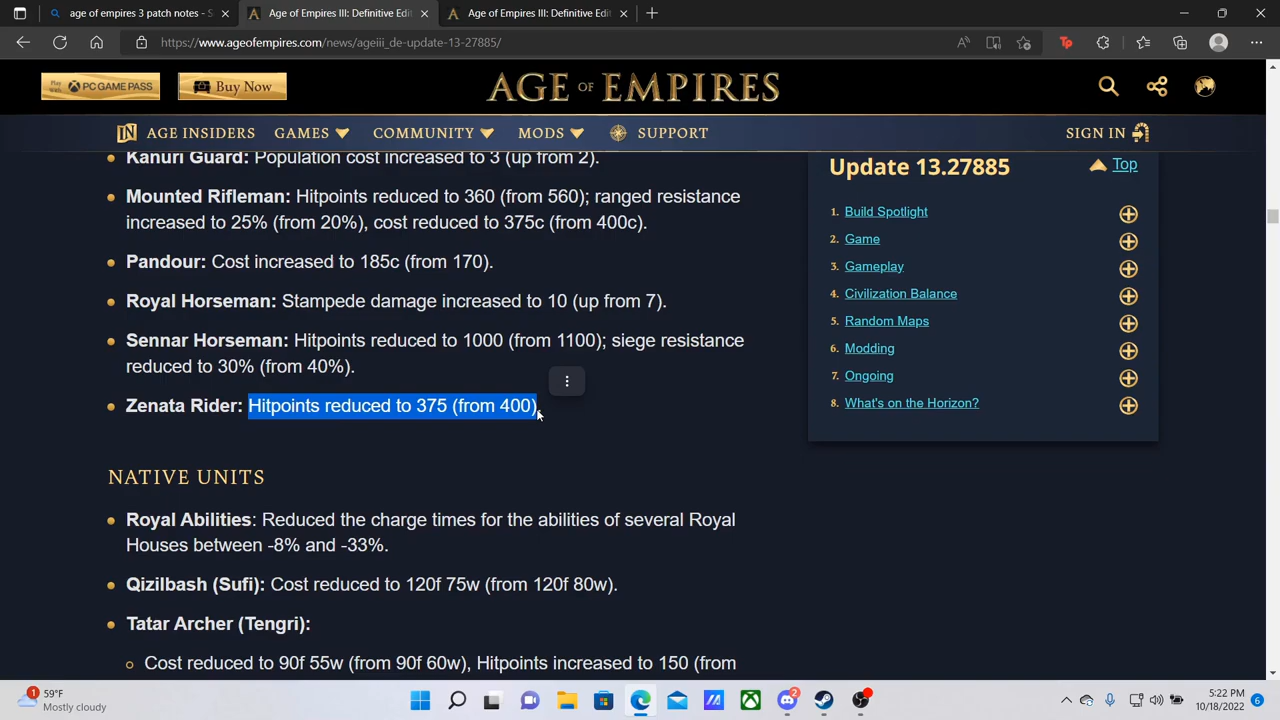 age of empires 3 patch notes - S
Age of Empires III: Definitive Edit
Age of Empires III: Definitive Edit
https://www.ageofempires.com/news/ageiii_de-update-13-27885/
PC GAME PASS
Buy Now
AGE OF EMPIRES
AGE INSIDERS GAMES COMMUNITY MODS SUPPORT SIGN IN
Kanuri Guard: Population cost increased to 3 (up from 2).
Mounted Rifleman: Hitpoints reduced to 360 (from 560); ranged resistance
increased to 25% (from 20%), cost reduced to 375c (from 400c).
Pandour: Cost increased to 185c (from 170).
Royal Horseman: Stampede damage increased to 10 (up from 7).
Sennar Horseman: Hitpoints reduced to 1000 (from 1100); siege resistance
reduced to 30% (from 40%).
Zenata Rider: Hitpoints reduced to 375 (from 400).
NATIVE UNITS
Royal Abilities: Reduced the charge times for the abilities of several Royal
Houses between -8% and -33%.
Qizilbash (Sufi): Cost reduced to 120f 75w (from 120f 80w).
Tatar Archer (Tengri):
Cost reduced to 90f 55w (from 90f 60w), Hitpoints increased to 150 (from
Update 13.27885
Top
1. Build Spotlight
2. Game
3. Gameplay
4. Civilization Balance
5. Random Maps
6. Modding
7. Ongoing
8. What's on the Horizon?
1
59°F
Mostly cloudy
2
5:22 PM
10/18/2022
6